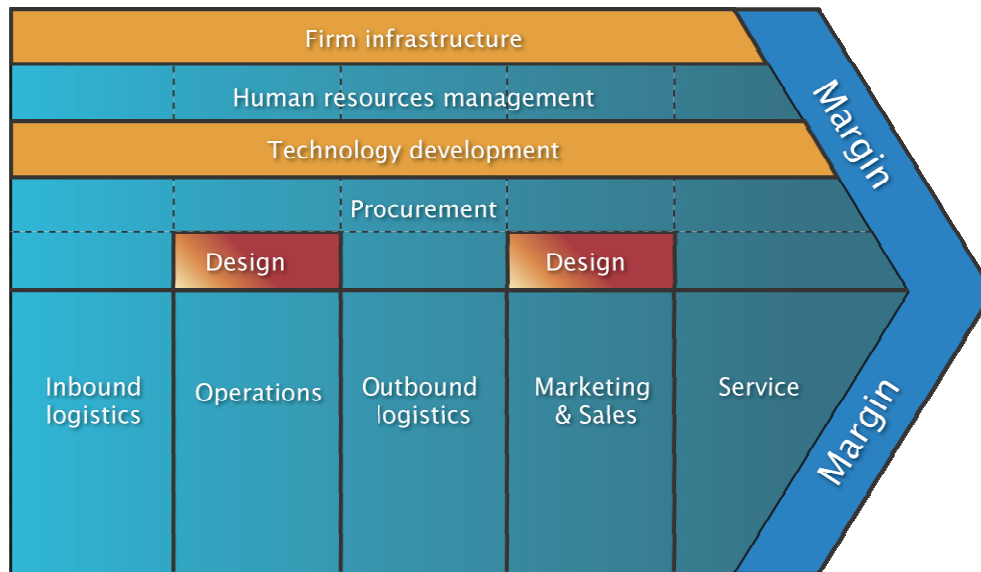 Firm infrastructure
Human resources management
Technology development
Procurement
Design
Design
Inbound
logistics
Operations
Outbound
logistics
Marketing
& Sales
Service
Margin
Margin